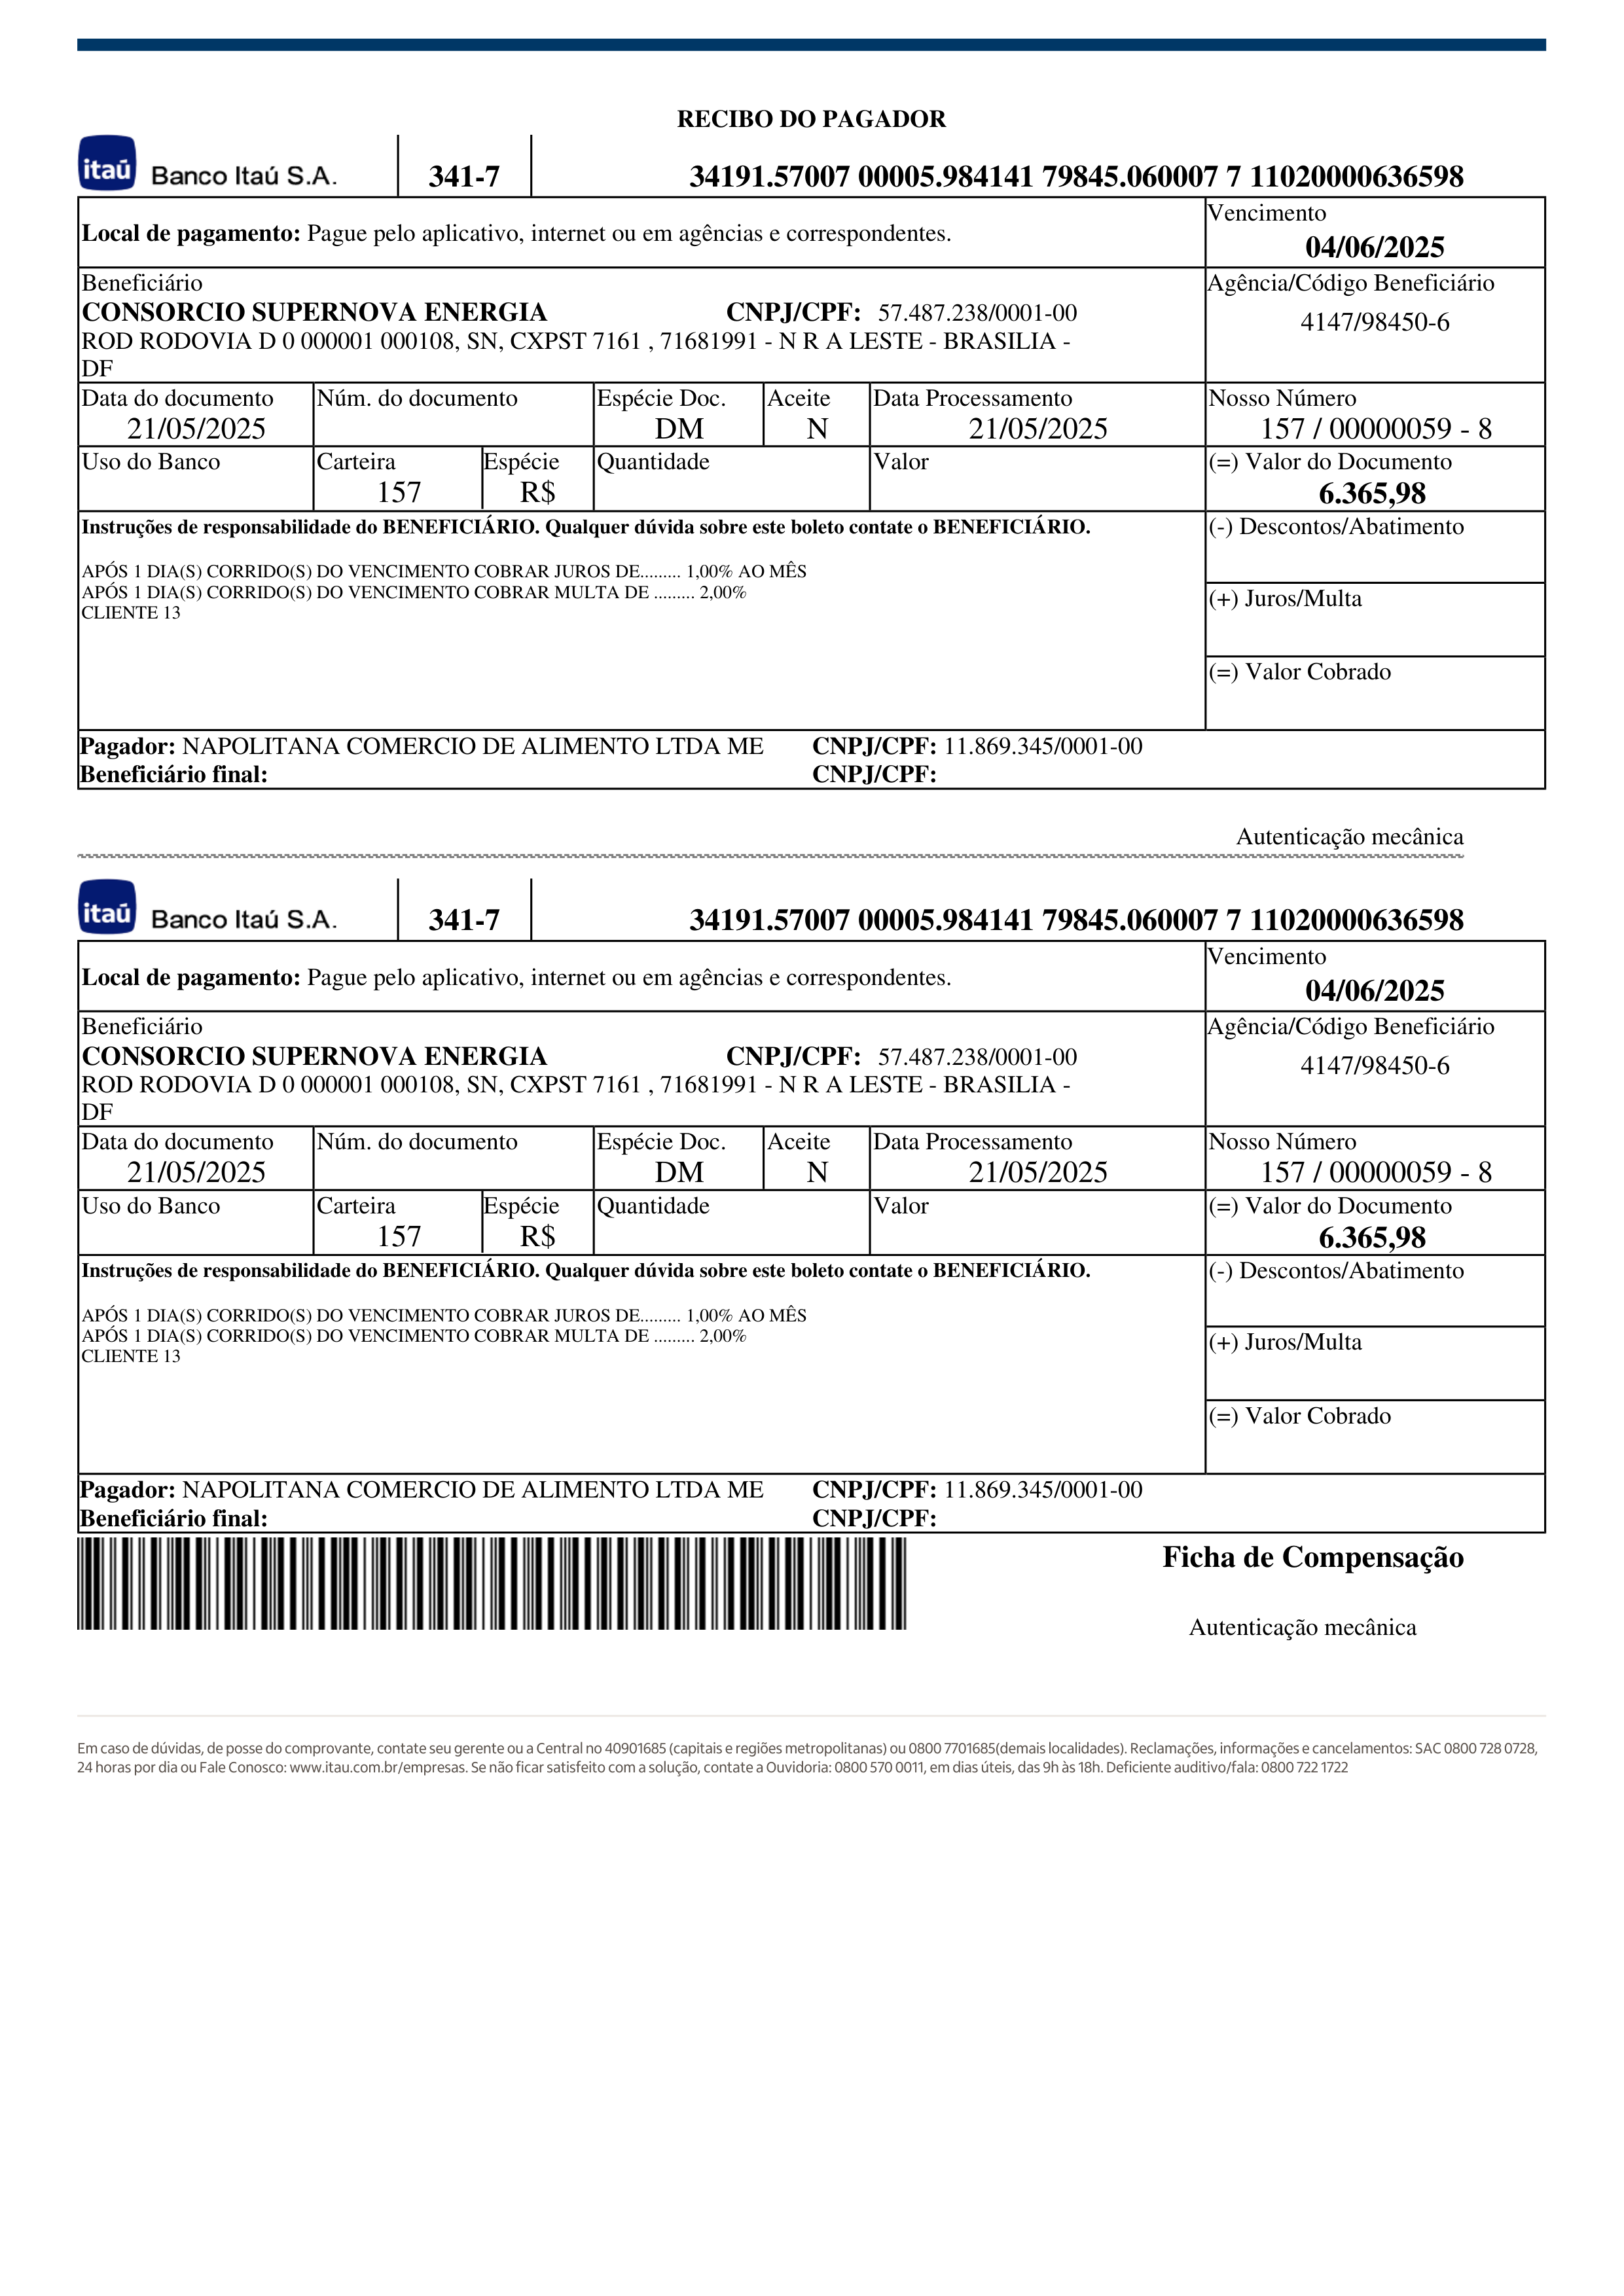 RECIBO DO PAGADOR
itaú Banco Itaú S.A. 341-7 34191.57007 00005.984141 79845.060007 7 11020000636598
Local de pagamento: Pague pelo aplicativo, internet ou em agências e correspondentes.
Vencimento
04/06/2025
Beneficiário
CONSORCIO SUPERNOVA ENERGIA CNPJ/CPF: 57.487.238/0001-00
ROD RODOVIA D 0 000001 000108, SN, CXPST 7161 , 71681991 - N R A LESTE - BRASILIA -
DF
Agência/Código Beneficiário
4147/98450-6
Data do documento Núm. do documento Espécie Doc. Aceite Data Processamento Nosso Número
21/05/2025 DM N 21/05/2025 157 / 00000059 - 8
Uso do Banco Carteira Espécie Quantidade Valor (=) Valor do Documento
157 R$ 6.365,98
Instruções de responsabilidade do BENEFICIÁRIO. Qualquer dúvida sobre este boleto contate o BENEFICIÁRIO.
APÓS 1 DIA(S) CORRIDO(S) DO VENCIMENTO COBRAR JUROS DE......... 1,00% AO MÊS
APÓS 1 DIA(S) CORRIDO(S) DO VENCIMENTO COBRAR MULTA DE ......... 2,00%
CLIENTE 13
(-) Descontos/Abatimento
(+) Juros/Multa
(=) Valor Cobrado
Pagador: NAPOLITANA COMERCIO DE ALIMENTO LTDA ME CNPJ/CPF: 11.869.345/0001-00
Beneficiário final: CNPJ/CPF:
Autenticação mecânica
itaú Banco Itaú S.A. 341-7 34191.57007 00005.984141 79845.060007 7 11020000636598
Local de pagamento: Pague pelo aplicativo, internet ou em agências e correspondentes.
Vencimento
04/06/2025
Beneficiário
CONSORCIO SUPERNOVA ENERGIA CNPJ/CPF: 57.487.238/0001-00
ROD RODOVIA D 0 000001 000108, SN, CXPST 7161 , 71681991 - N R A LESTE - BRASILIA -
DF
Agência/Código Beneficiário
4147/98450-6
Data do documento Núm. do documento Espécie Doc. Aceite Data Processamento Nosso Número
21/05/2025 DM N 21/05/2025 157 / 00000059 - 8
Uso do Banco Carteira Espécie Quantidade Valor (=) Valor do Documento
157 R$ 6.365,98
Instruções de responsabilidade do BENEFICIÁRIO. Qualquer dúvida sobre este boleto contate o BENEFICIÁRIO.
APÓS 1 DIA(S) CORRIDO(S) DO VENCIMENTO COBRAR JUROS DE......... 1,00% AO MÊS
APÓS 1 DIA(S) CORRIDO(S) DO VENCIMENTO COBRAR MULTA DE ......... 2,00%
CLIENTE 13
(-) Descontos/Abatimento
(+) Juros/Multa
(=) Valor Cobrado
Pagador: NAPOLITANA COMERCIO DE ALIMENTO LTDA ME CNPJ/CPF: 11.869.345/0001-00
Beneficiário final: CNPJ/CPF:
Ficha de Compensação
Autenticação mecânica
Em caso de dúvidas, de posse do comprovante, contate seu gerente ou a Central no 40901685 (capitais e regiões metropolitanas) ou 0800 7701685(demais localidades). Reclamações, informações e cancelamentos: SAC 0800 728 0728,
24 horas por dia ou Fale Conosco: www.itau.com.br/empresas. Se não ficar satisfeito com a solução, contate a Ouvidoria: 0800 570 0011, em dias úteis, das 9h às 18h. Deficiente auditivo/fala: 0800 722 1722